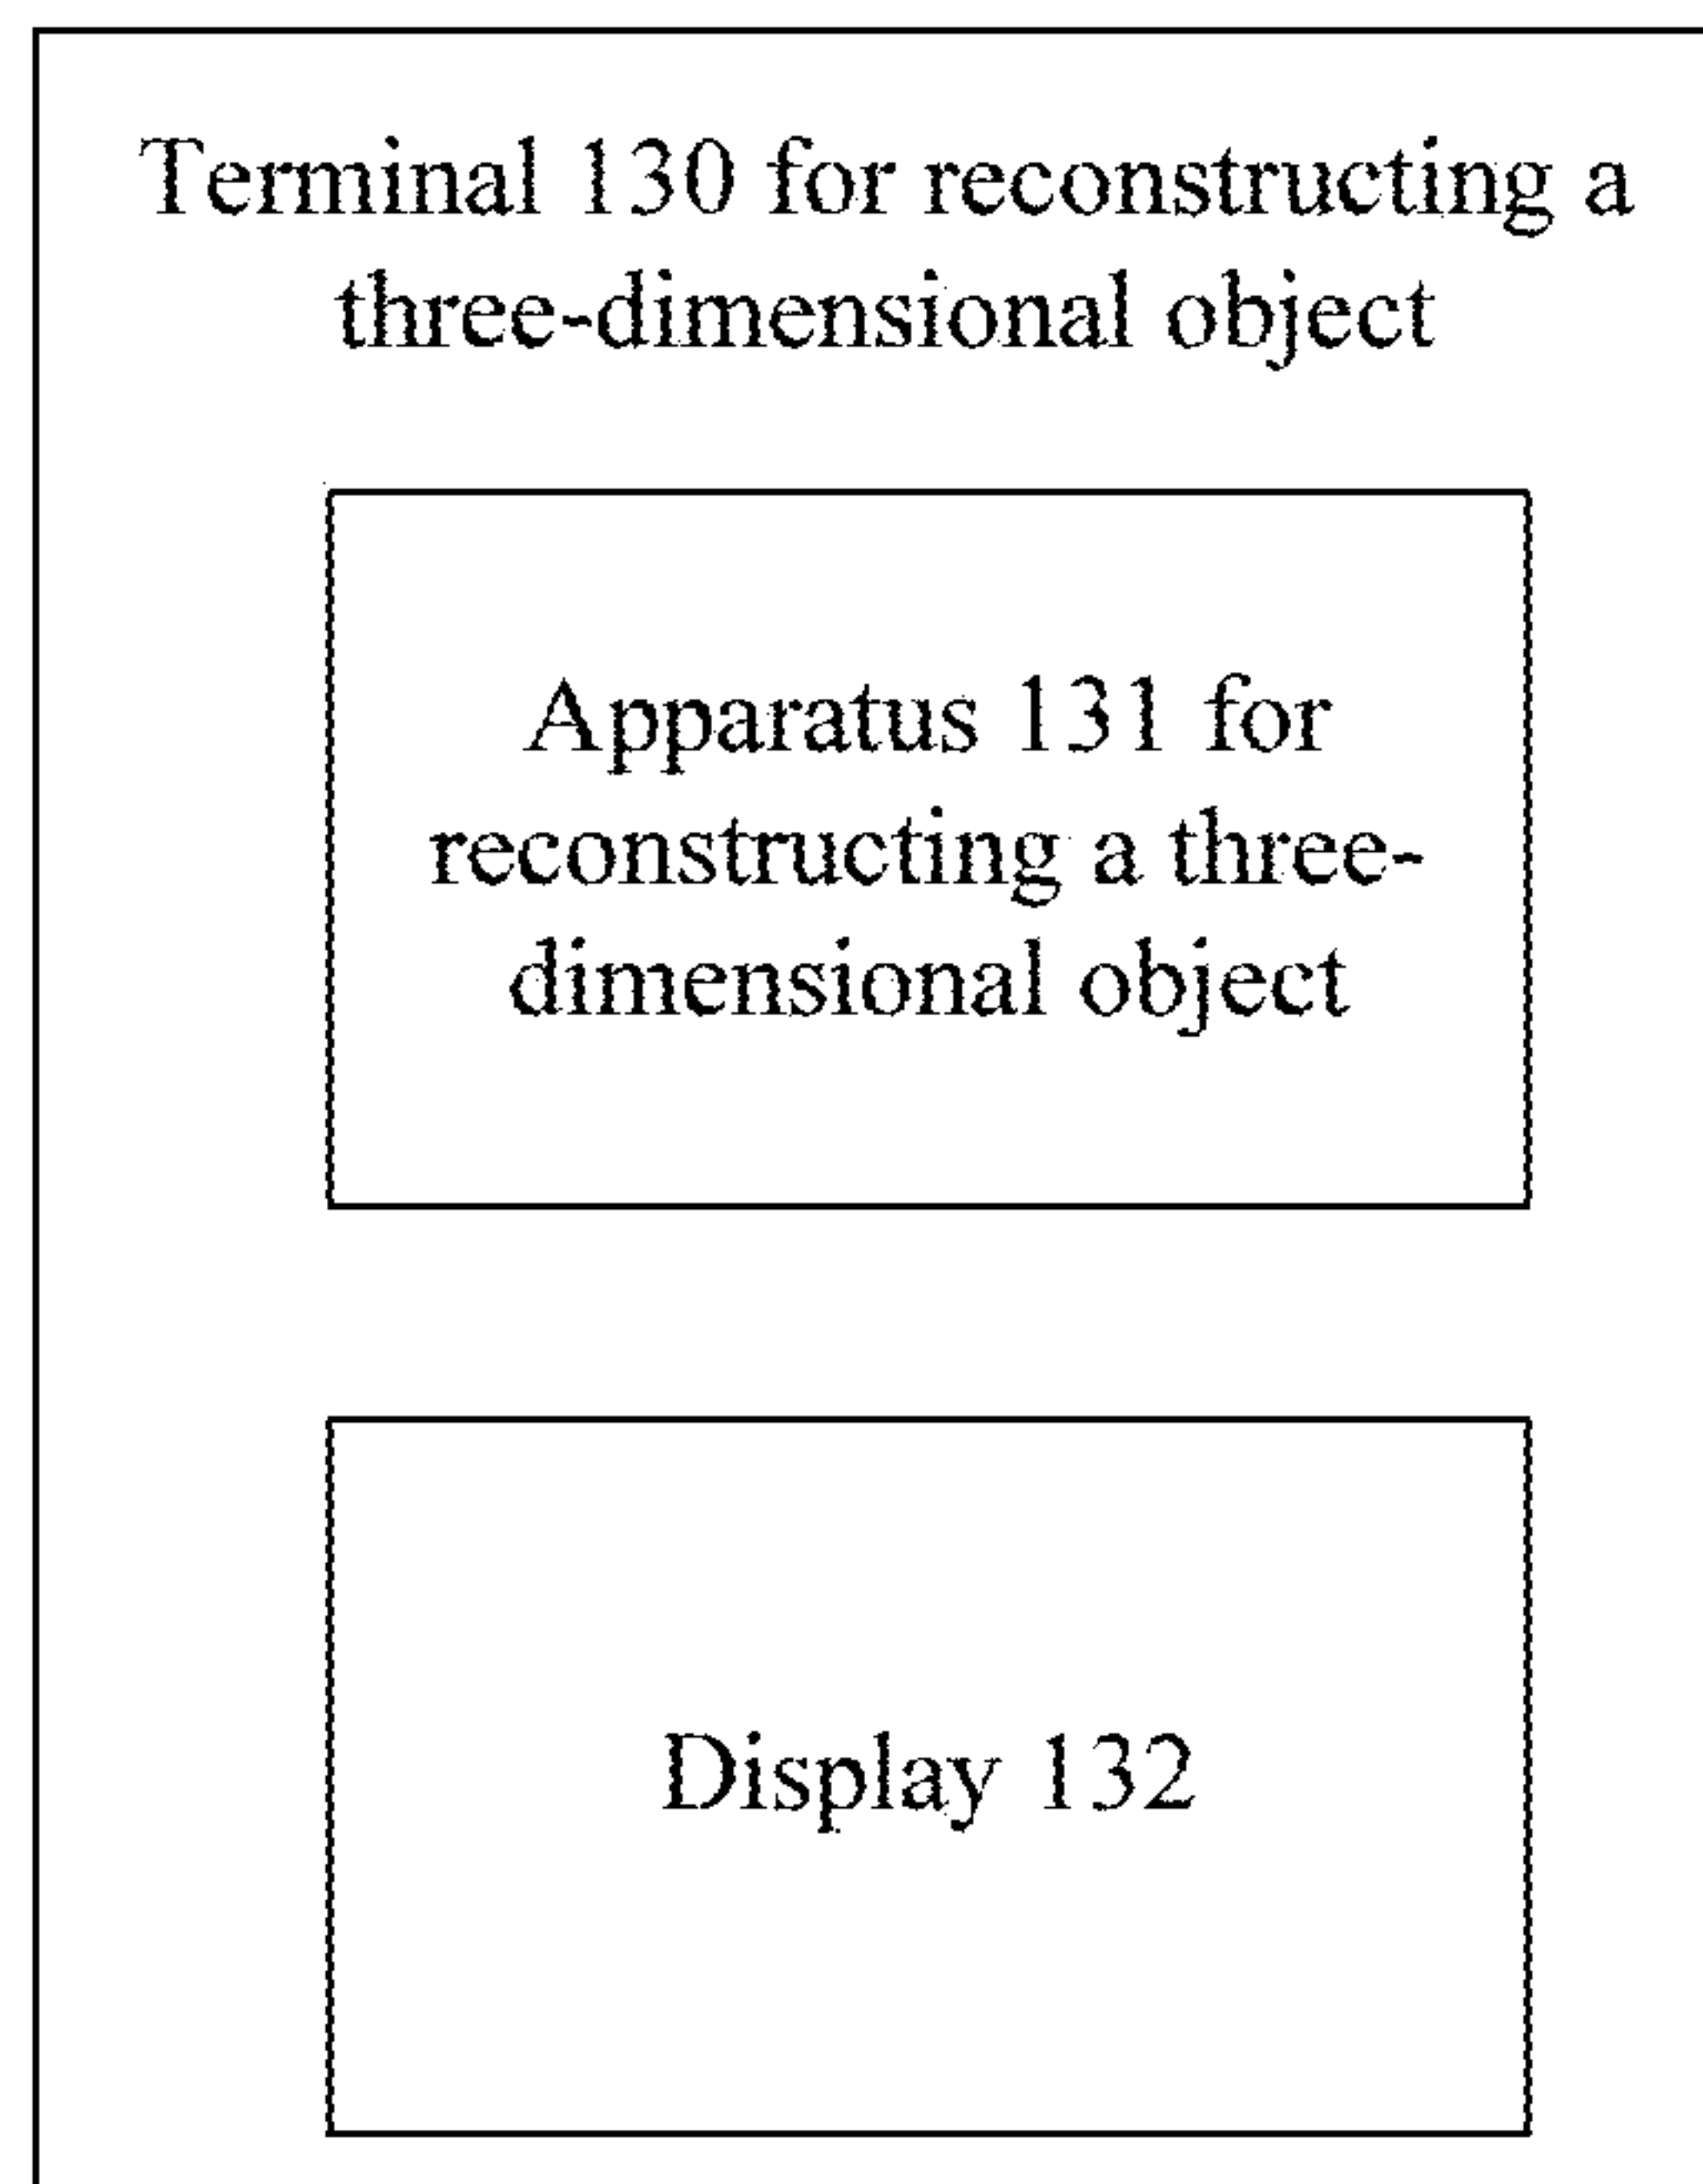 Terminal 130 for reconstructing a
three-dimensional object
Apparatus 131 for
reconstructing a three-
dimensional object
Display 132